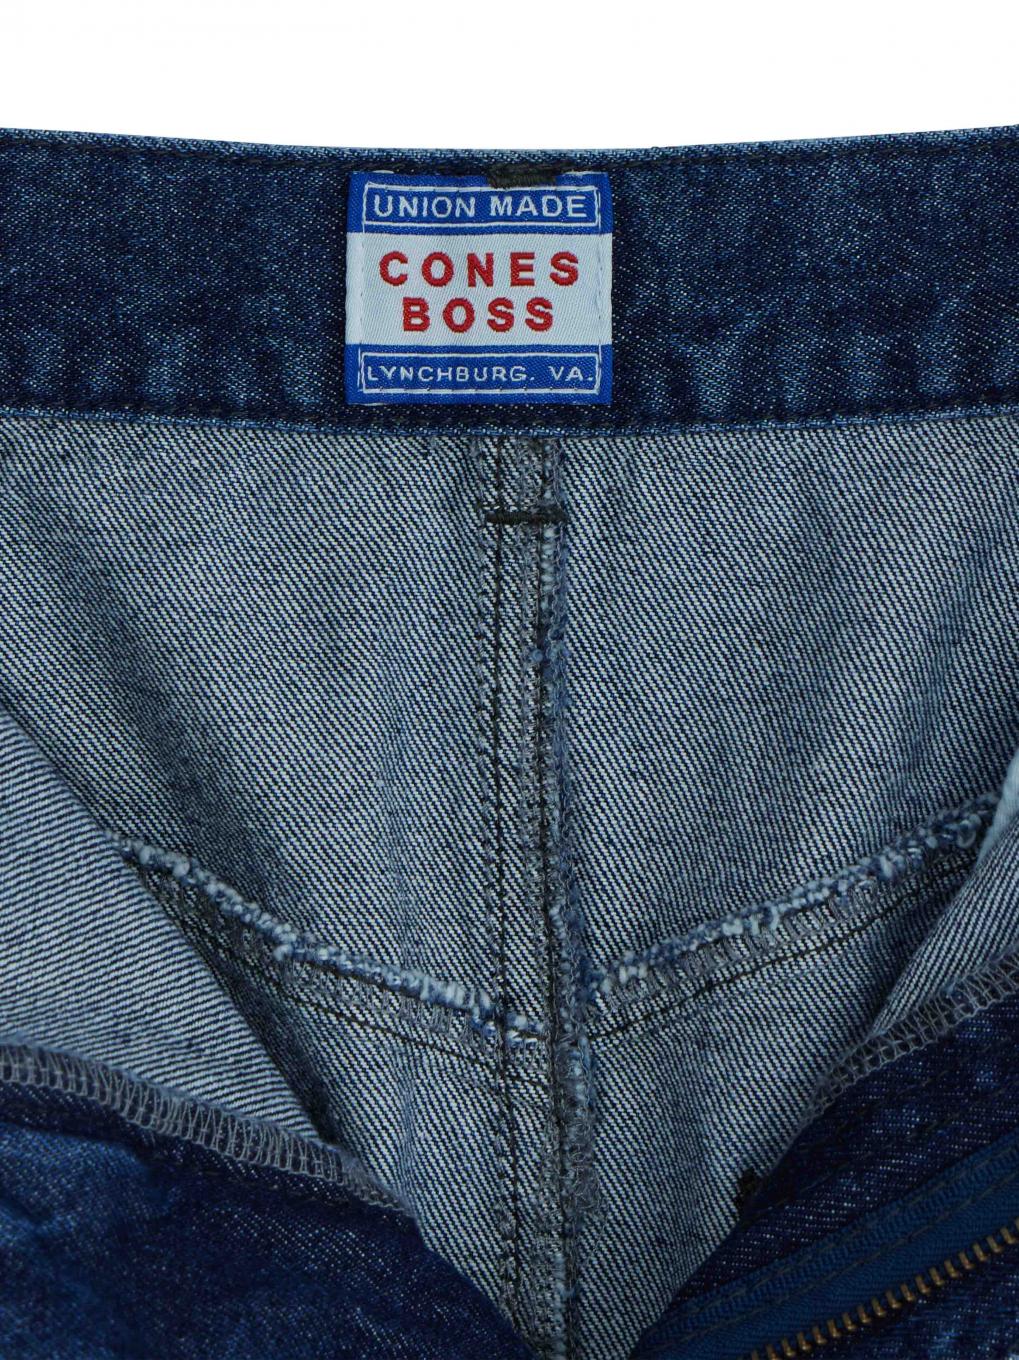 UNION MADE
CONES
BOSS
LYNCHBURG. VA.